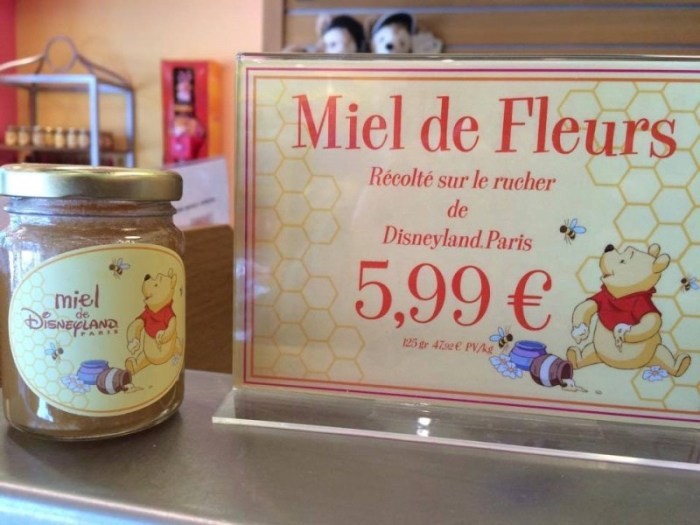 miel
de
DISNEYLAND
PARIS
Miel de Fleurs
Récolté sur le rucher
de
Disneyland Paris
5,99 €
125 gr 47,92 € PV/kg